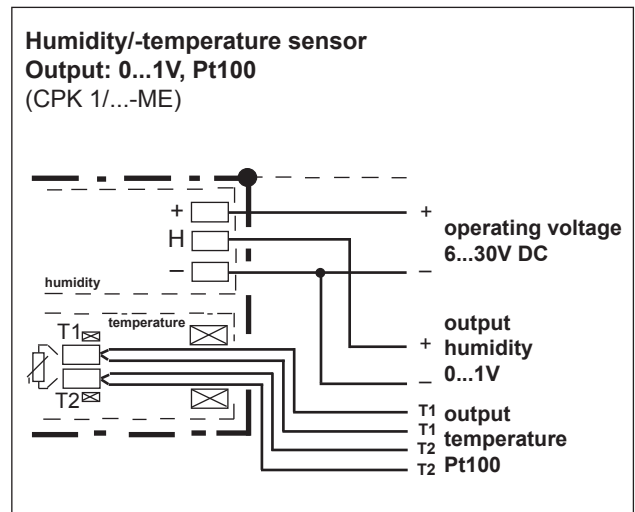 Humidity/-temperature sensor
Output: 0...1V, Pt100
(CPK 1/...-ME)
+
H
–
humidity
+
operating voltage
6...30V DC
–
temperature
T1
T2
output
+ humidity
– 0...1V
T1 output
T1
temperature
T2
T2 Pt100